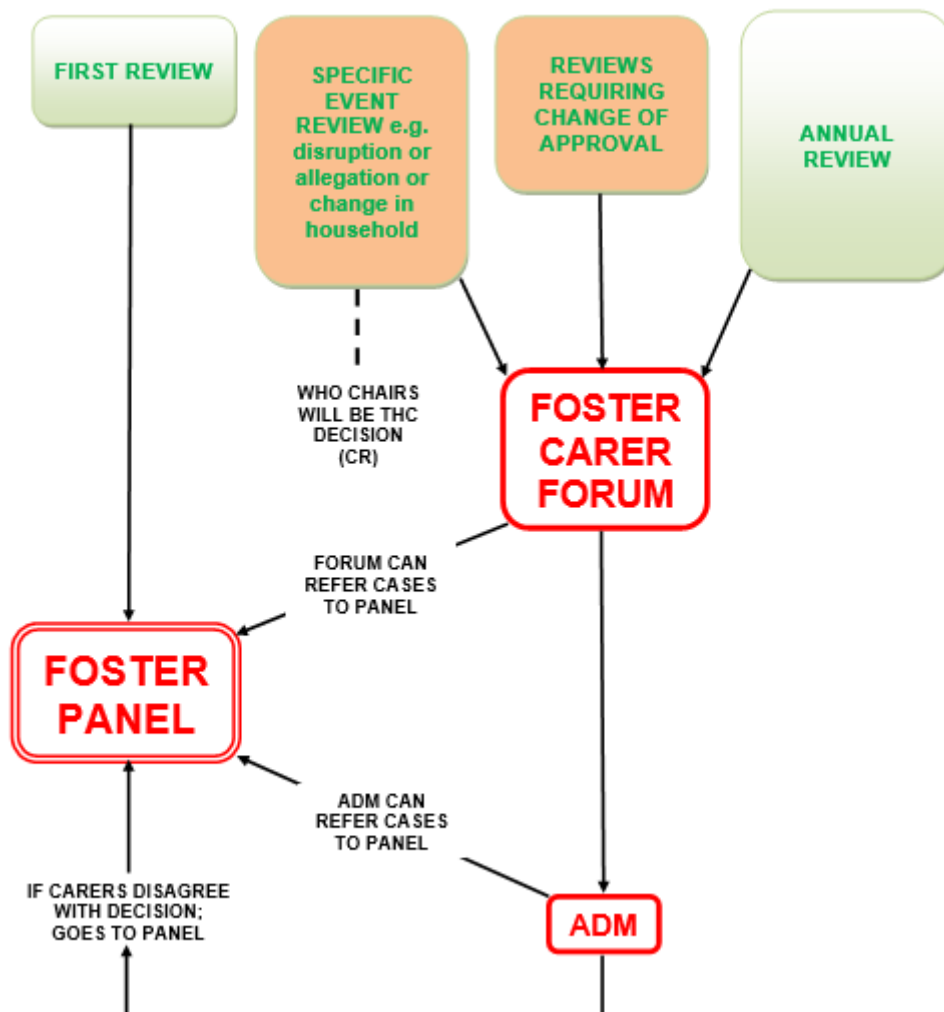 FIRST REVIEW
SPECIFIC
EVENT
REVIEW e.g.
disruption or
allegation or
change in
household
REVIEWS
REQUIRING
CHANGE OF
APPROVAL
ANNUAL
REVIEW
WHO CHAIRS
WILL BE THC
DECISION
(CR)
FOSTER
CARER
FORUM
FORUM CAN
REFER CASES
TO PANEL
FOSTER
PANEL
ADM CAN
REFER CASES
TO PANEL
IF CARERS DISAGREE
WITH DECISION;
GOES TO PANEL
ADM